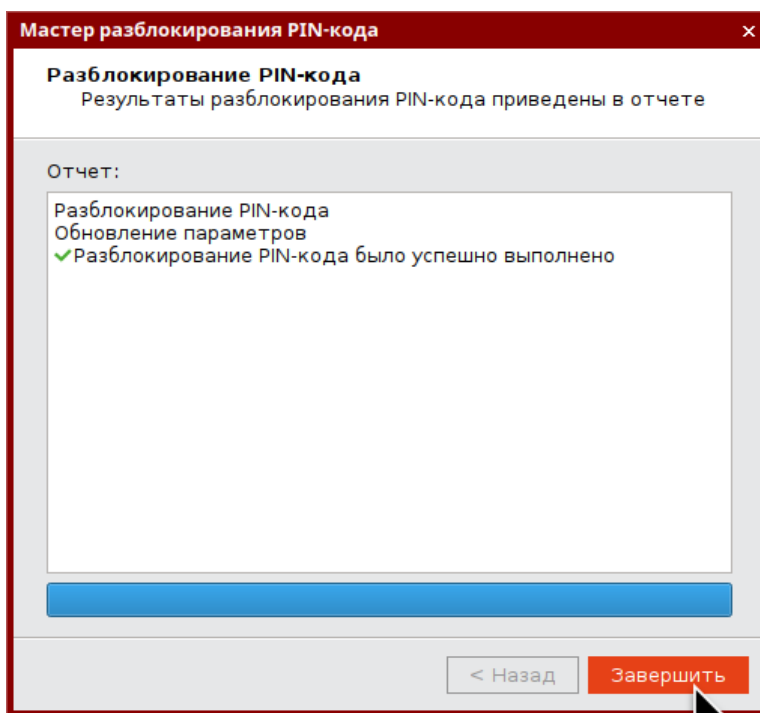 Мастер разблокирования PIN-кода
Разблокирование PIN-кода
Результаты разблокирования PIN-кода приведены в отчете
Отчет:
Разблокирование PIN-кода
Обновление параметров
Разблокирование PIN-кода было успешно выполнено
< Назад
Завершить